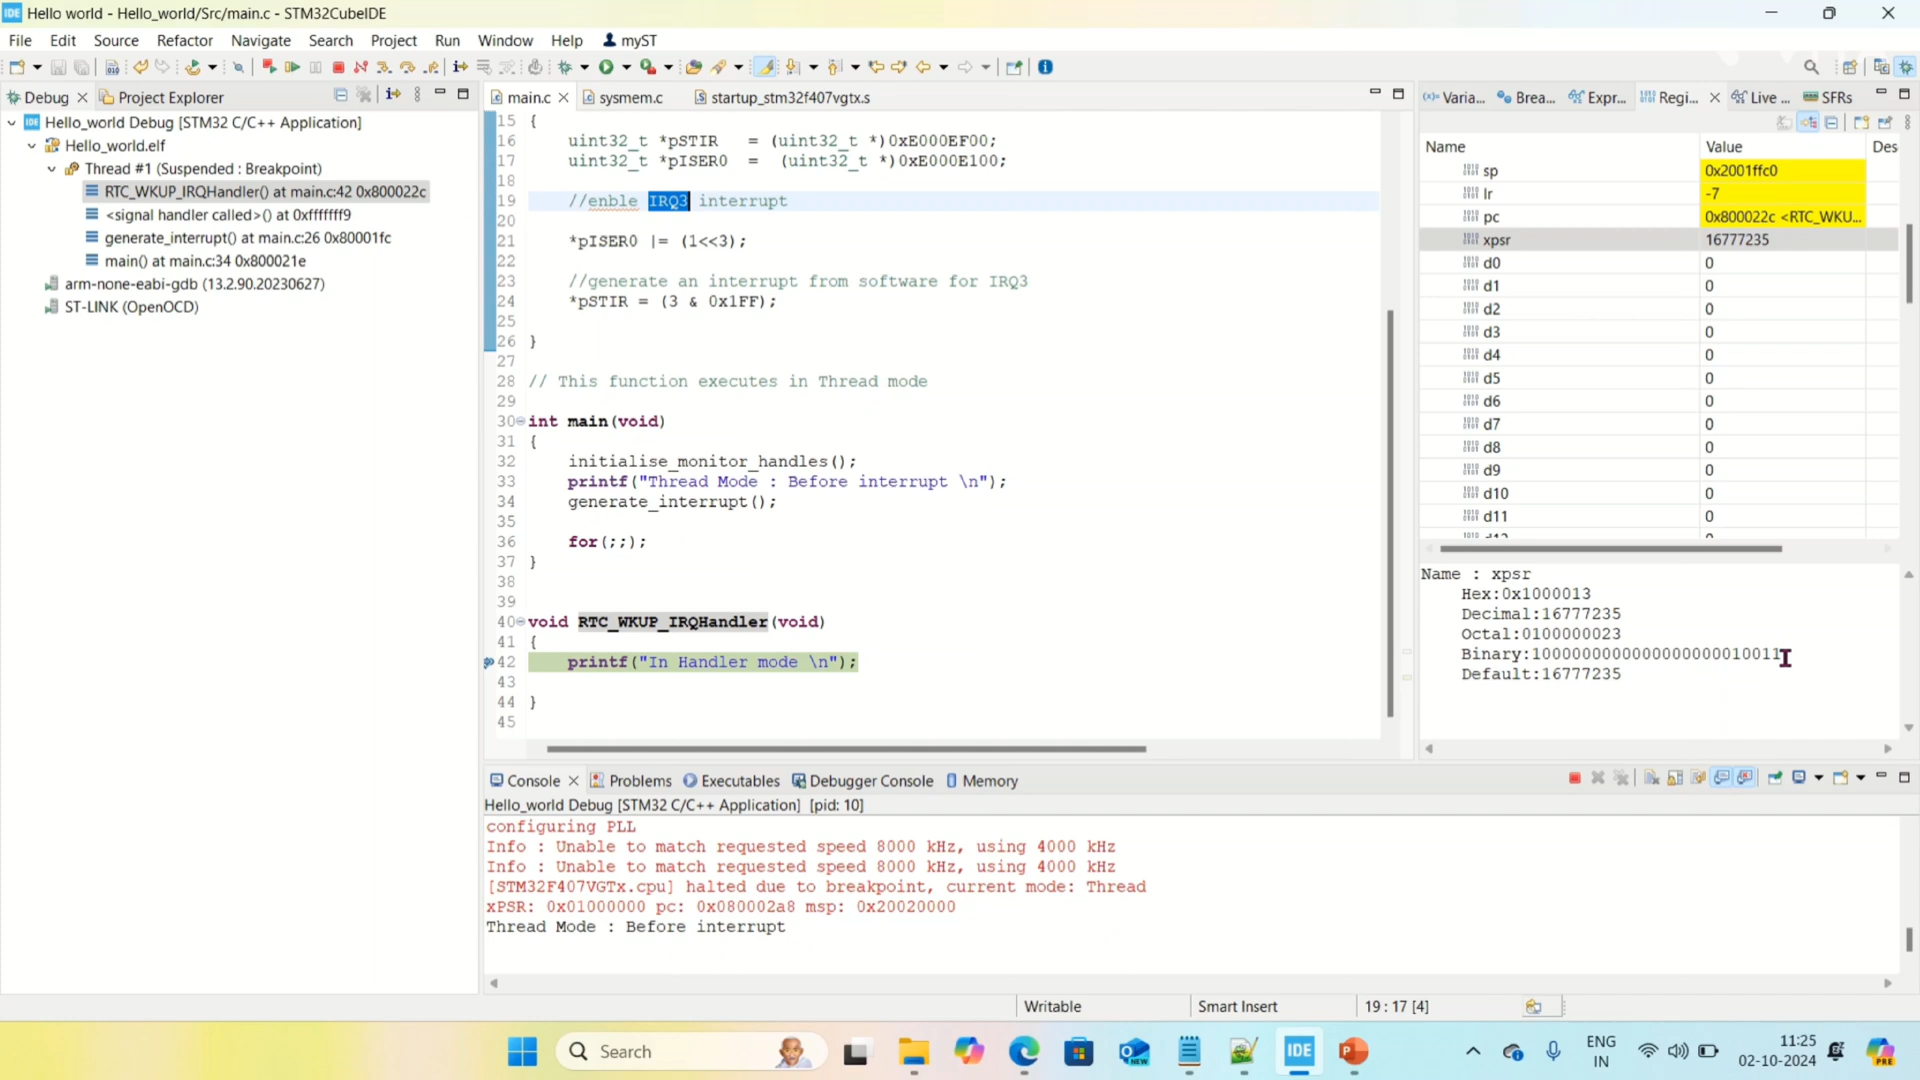 IDE Hello world - Hello_world/Src/main.c - STM32CubeIDE
File Edit Source Refactor Navigate Search Project Run Window Help myST
Debug Project Explorer
Hello_world Debug [STM32 C/C++ Application]
Hello_world.elf
Thread #1 (Suspended : Breakpoint)
RTC_WKUP_IRQHandler() at main.c:42 0x800022c
<signal handler called>() at 0xfffffff9
generate_interrupt() at main.c:26 0x80001fc
main() at main.c:34 0x800021e
arm-none-eabi-gdb (13.2.90.20230627)
ST-LINK (OpenOCD)
main.c sysmem.c startup_stm32f407vgtx.s
15 {
16 uint32_t *pSTIR = (uint32_t *)0xE000EF00;
17 uint32_t *pISER0 = (uint32_t *)0xE000E100;
18
19 //enble IRQ3 interrupt
20
21 *pISER0 |= (1<<3);
22
23 //generate an interrupt from software for IRQ3
24 *pSTIR = (3 & 0x1FF);
25
26 }
27
28 // This function executes in Thread mode
29
30 int main(void)
31 {
32 initialise_monitor_handles();
33 printf("Thread Mode : Before interrupt \n");
34 generate_interrupt();
35
36 for(;;);
37 }
38
39
40 void RTC_WKUP_IRQHandler(void)
41 {
42 printf("In Handler mode \n");
43
44 }
45
Varia... Brea... Expr... Regi... Live ... SFRs
Name Value Des
sp 0x2001ffc0
lr -7
pc 0x800022c <RTC_WKU...
xpsr 16777235
d0 0
d1 0
d2 0
d3 0
d4 0
d5 0
d6 0
d7 0
d8 0
d9 0
d10 0
d11 0
Name : xpsr
Hex:0x1000013
Decimal:16777235
Octal:0100000023
Binary:1000000000000000000010011
Default:16777235
Console Problems Executables Debugger Console Memory
Hello_world Debug [STM32 C/C++ Application] [pid: 10]
configuring PLL
Info : Unable to match requested speed 8000 kHz, using 4000 kHz
Info : Unable to match requested speed 8000 kHz, using 4000 kHz
[STM32F407VGTx.cpu] halted due to breakpoint, current mode: Thread
xPSR: 0x01000000 pc: 0x080002a8 msp: 0x20020000
Thread Mode : Before interrupt
Writable Smart Insert 19 : 17 [4]
Search
IDE
ENG
IN
11:25
02-10-2024
PRE